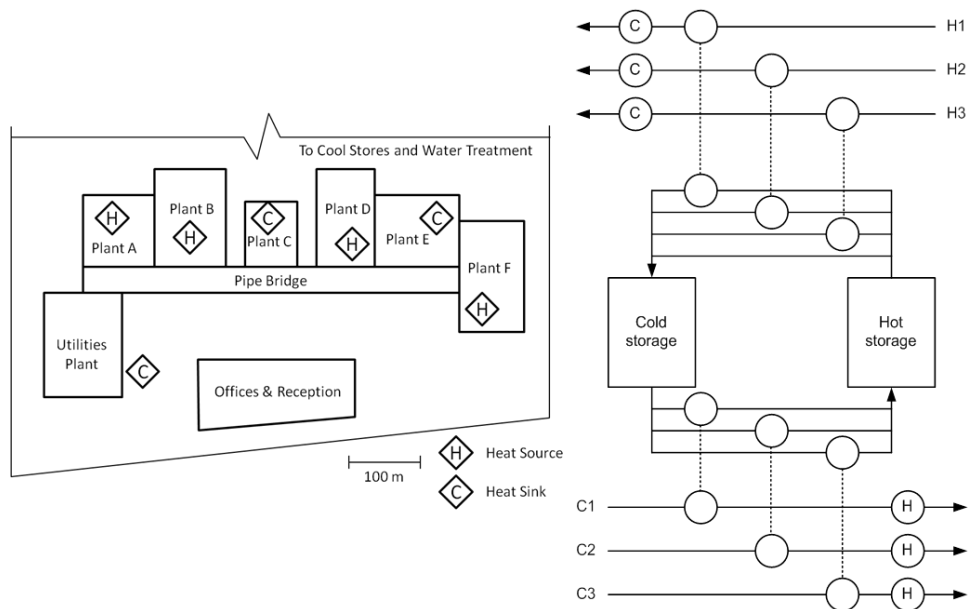 To Cool Stores and Water Treatment
Plant B
Plant D
H
C
C
Plant A
H
Plant C
H
Plant E
Plant F
Pipe Bridge
H
Utilities
Plant
C
Offices & Reception
100 m
H Heat Source
C Heat Sink
C H1
C H2
C H3
Cold
storage
Hot
storage
C1 H
C2 H
C3 H